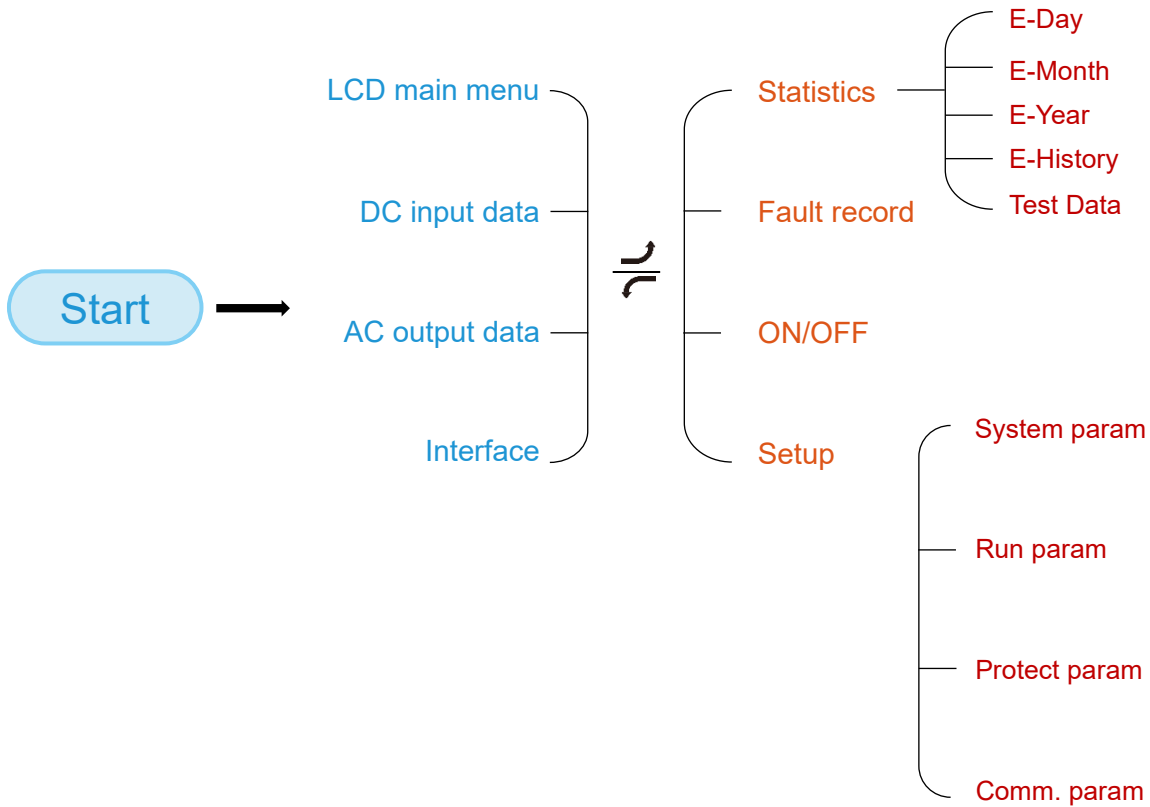 Start
LCD main menu
DC input data
AC output data
Interface
Statistics
Fault record
ON/OFF
Setup
E-Day
E-Month
E-Year
E-History
Test Data
System param
Run param
Protect param
Comm. param